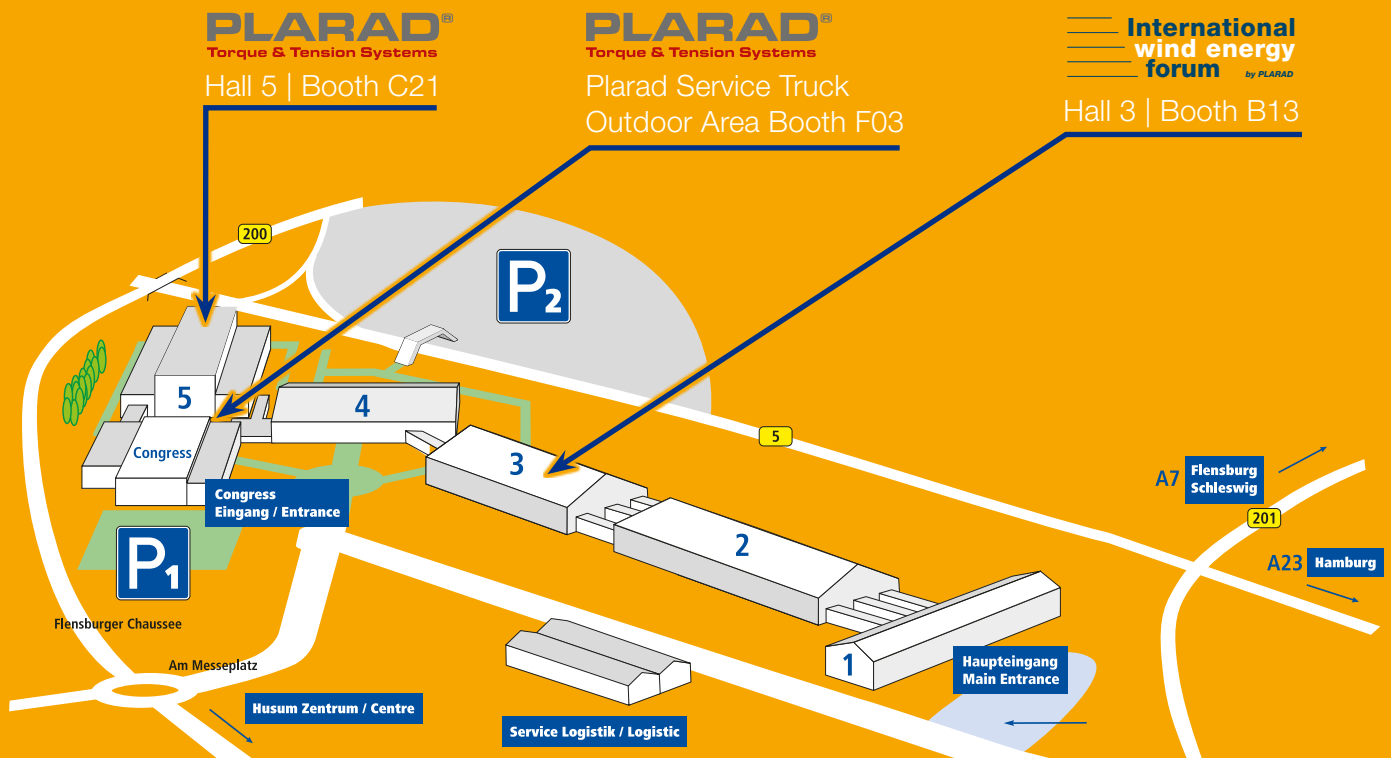 PLARAD®
Torque & Tension Systems
Hall 5 | Booth C21
PLARAD®
Torque & Tension Systems
Plarad Service Truck
Outdoor Area Booth F03
International
wind energy
forum by PLARAD
Hall 3 | Booth B13
200
P2
5
4
Congress
3
5
2
1
Congress
Eingang / Entrance
P1
A7
Flensburg
Schleswig
201
A23
Hamburg
Flensburger Chaussee
Am Messeplatz
Haupteingang
Main Entrance
Husum Zentrum / Centre
Service Logistik / Logistic